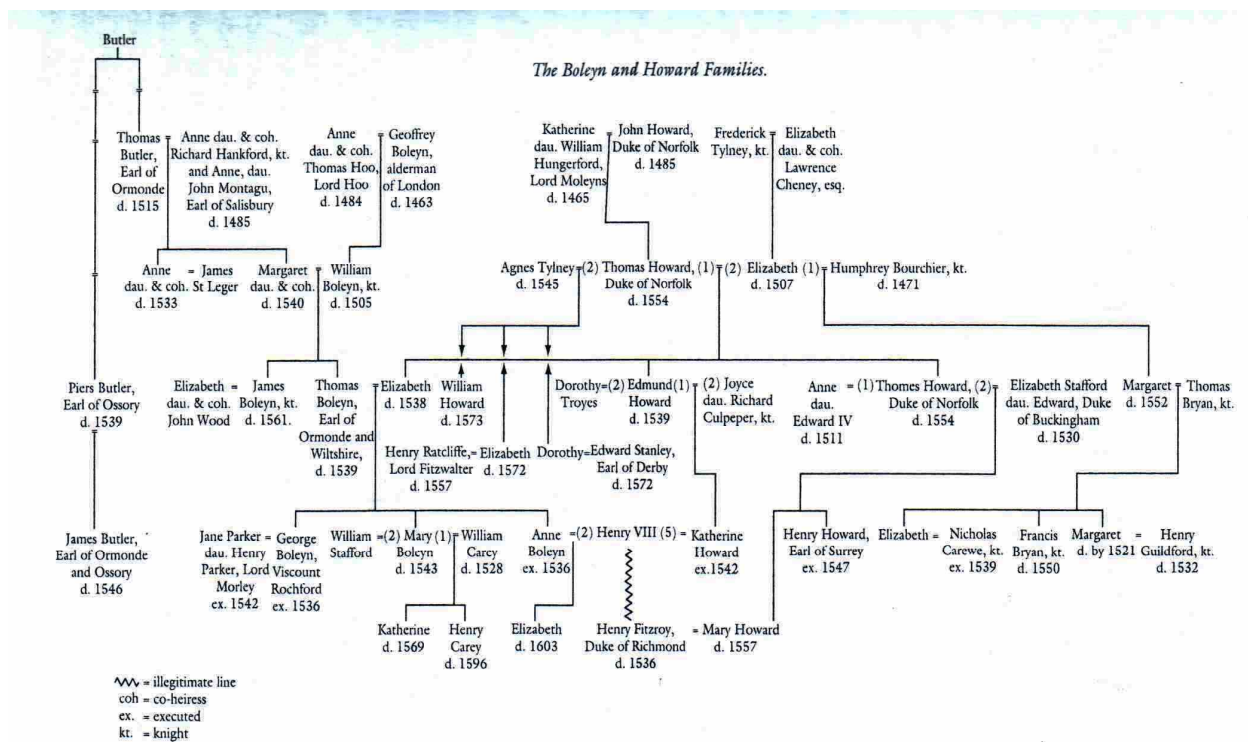 Butler
The Boleyn and Howard Families.
Thomas
Butler,
Earl of
Ormonde
d. 1515
=
Anne dau. & coh.
Richard Hankford, kt.
and Anne, dau.
John Montagu,
Earl of Salisbury
d. 1485
Anne
dau. & coh.
Thomas Hoo,
Lord Hoo
d. 1484
=
Geoffrey
Boleyn,
alderman
of London
d. 1463
Katherine
dau. William
Hungerford,
Lord Moleyns
d. 1465
=
John Howard,
Duke of Norfolk
d. 1485
Frederick
Tylney, kt.
=
Elizabeth
dau. & coh.
Lawrence
Cheney, esq.
Anne
dau. & coh.
d. 1533
= James
St Leger
Margaret
dau. & coh.
d. 1540
=
William
Boleyn, kt.
d. 1505
Agnes Tylney
d. 1545
= (2) Thomas Howard, (1) =
Duke of Norfolk
d. 1554
(2) Elizabeth (1) =
d. 1507
Humphrey Bourchier, kt.
d. 1471
Piers Butler,
Earl of Ossory
d. 1539
Elizabeth =
dau. & coh.
John Wood
James
Boleyn, kt.
d. 1561.
Thomas
Boleyn,
Earl of
Ormonde and
Wiltshire,
d. 1539
=
Elizabeth
d. 1538
William
Howard
d. 1573
Dorothy
Troyes
=(2) Edmund (1) =
Howard
d. 1539
(2) Joyce
dau. Richard
Culpeper, kt.
Anne
dau.
Edward IV
d. 1511
= (1) Thomes Howard, (2) =
Duke of Norfolk
d. 1554
Elizabeth Stafford
dau. Edward, Duke
of Buckingham
d. 1530
Margaret
d. 1552
=
Thomas
Bryan, kt.
Henry Ratcliffe,
Lord Fitzwalter
d. 1557
= Elizabeth
d. 1572
Dorothy
= Edward Stanley,
Earl of Derby
d. 1572
James Butler,
Earl of Ormonde
and Ossory
d. 1546
Jane Parker =
dau. Henry
Parker, Lord
Morley
ex. 1542
George
Boleyn,
Viscount
Rochford
ex. 1536
William
Stafford
=(2) Mary (1)=
Boleyn
d. 1543
William
Carey
d. 1528
Anne
Boleyn
ex. 1536
=(2) Henry VIII (5) =
Katherine
Howard
ex.1542
Henry Howard,
Earl of Surrey
ex. 1547
Elizabeth =
Nicholas
Carewe, kt.
ex. 1539
Francis
Bryan, kt.
d. 1550
Margaret
d. by 1521
=
Henry
Guildford, kt.
d. 1532
Katherine
d. 1569
Henry
Carey
d. 1596
Elizabeth
d. 1603
Henry Fitzroy,
Duke of Richmond
d. 1536
= Mary Howard
d. 1557
= illegitimate line
coh = co-heiress
ex. = executed
kt. = knight